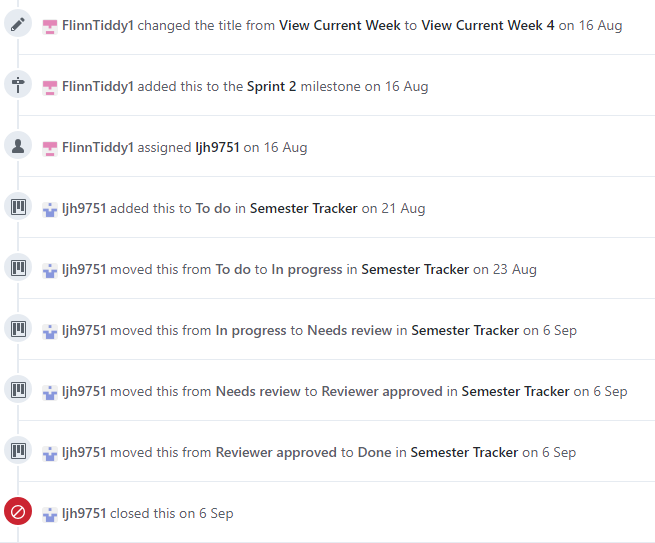 FlinnTiddy1 changed the title from View Current Week to View Current Week 4 on 16 Aug
FlinnTiddy1 added this to the Sprint 2 milestone on 16 Aug
FlinnTiddy1 assigned ljh9751 on 16 Aug
ljh9751 added this to To do in Semester Tracker on 21 Aug
ljh9751 moved this from To do to In progress in Semester Tracker on 23 Aug
ljh9751 moved this from In progress to Needs review in Semester Tracker on 6 Sep
ljh9751 moved this from Needs review to Reviewer approved in Semester Tracker on 6 Sep
ljh9751 moved this from Reviewer approved to Done in Semester Tracker on 6 Sep
ljh9751 closed this on 6 Sep